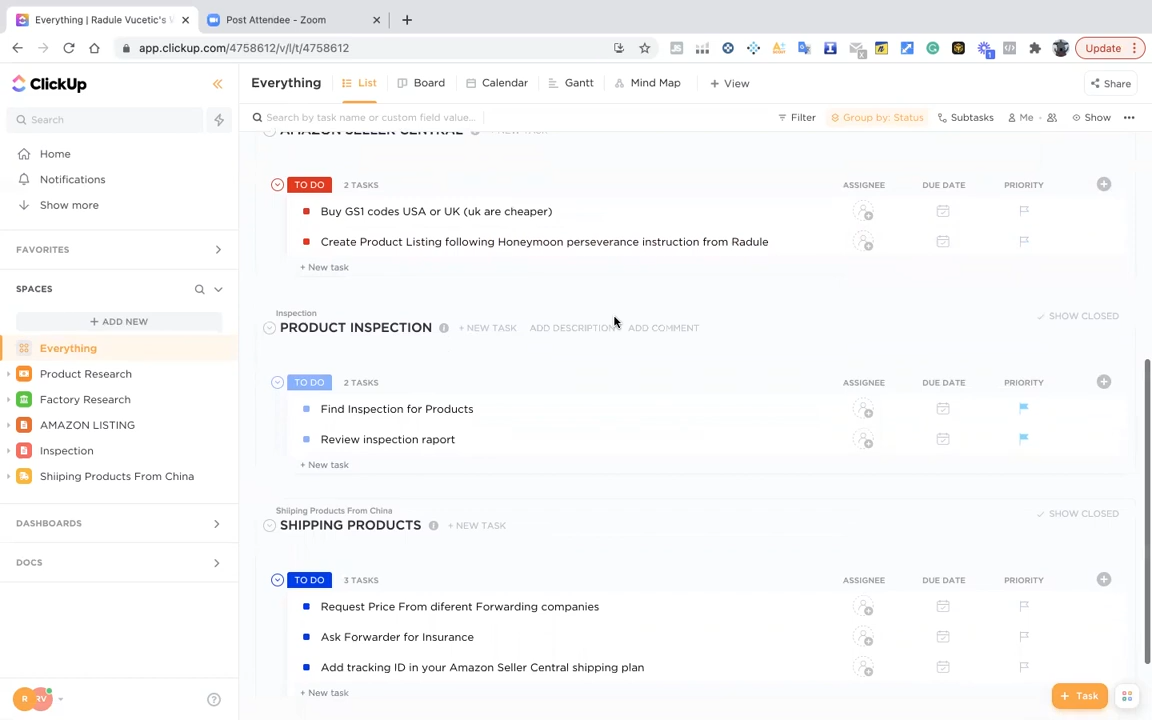 Everything | Radule Vucetic's W
Post Attendee - Zoom
app.clickup.com/4758612/v/l/t/4758612
Update
ClickUp
Everything
List
Board
Calendar
Gantt
Mind Map
+ View
Share
Search
Search by task name or custom field value...
Filter
Group by: Status
Subtasks
Me
Show
AMAZON SELLER CENTRAL + NEW TASK
Home
Notifications
Show more
FAVORITES
SPACES
+ ADD NEW
Everything
Product Research
Factory Research
AMAZON LISTING
Inspection
Shiiping Products From China
DASHBOARDS
DOCS
R RV
TO DO 2 TASKS ASSIGNEE DUE DATE PRIORITY
Buy GS1 codes USA or UK (uk are cheaper)
Create Product Listing following Honeymoon perseverance instruction from Radule
+ New task
Inspection
SHOW CLOSED
PRODUCT INSPECTION + NEW TASK ADD DESCRIPTION ADD COMMENT
TO DO 2 TASKS ASSIGNEE DUE DATE PRIORITY
Find Inspection for Products
Review inspection raport
+ New task
Shiiping Products From China
SHOW CLOSED
SHIPPING PRODUCTS + NEW TASK
TO DO 3 TASKS ASSIGNEE DUE DATE PRIORITY
Request Price From diferent Forwarding companies
Ask Forwarder for Insurance
Add tracking ID in your Amazon Seller Central shipping plan
+ New task
+ Task